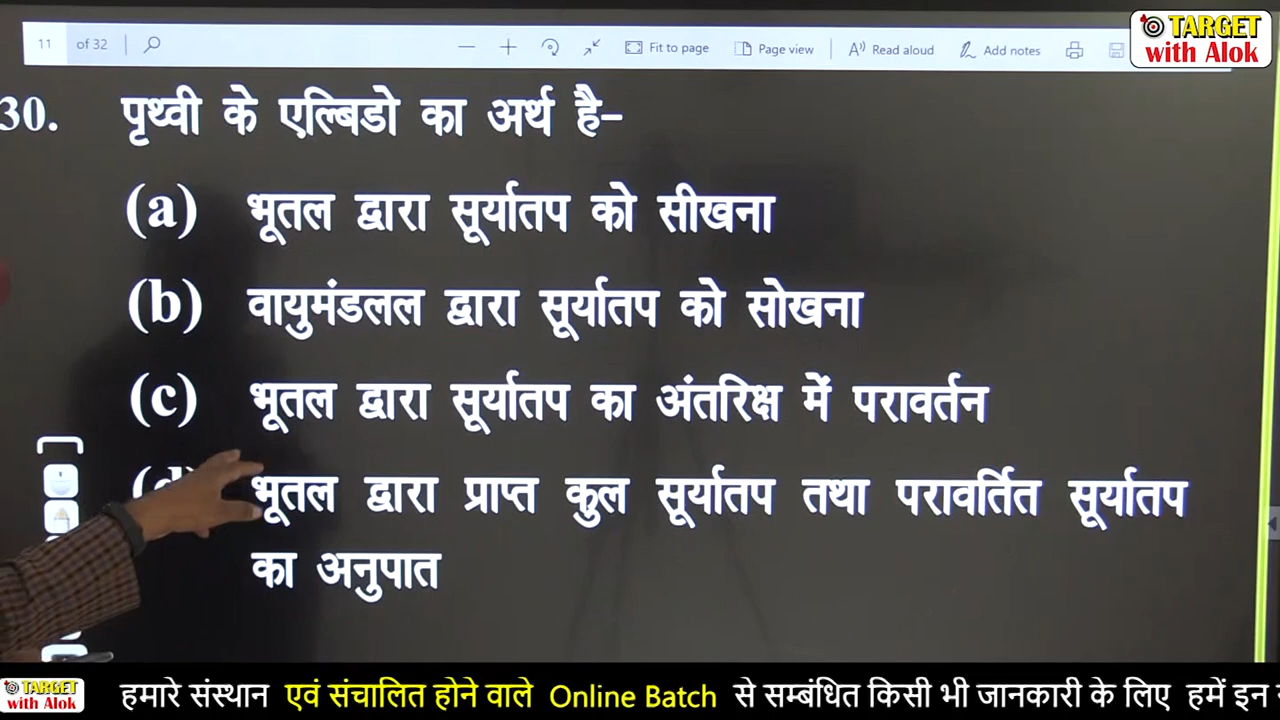 11 of 32 Fit to page Page view Read aloud Add notes
TARGET
with Alok
30. पृथ्वी के एल्बिडो का अर्थ है-
(a) भूतल द्वारा सूर्यातप को सीखना
(b) वायुमंडलल द्वारा सूर्यातप को सोखना
(c) भूतल द्वारा सूर्यातप का अंतरिक्ष में परावर्तन
(d) भूतल द्वारा प्राप्त कुल सूर्यातप तथा परावर्तित सूर्यातप
का अनुपात
TARGET
with Alok
हमारे संस्थान एवं संचालित होने वाले Online Batch से सम्बंधित किसी भी जानकारी के लिए हमें इन